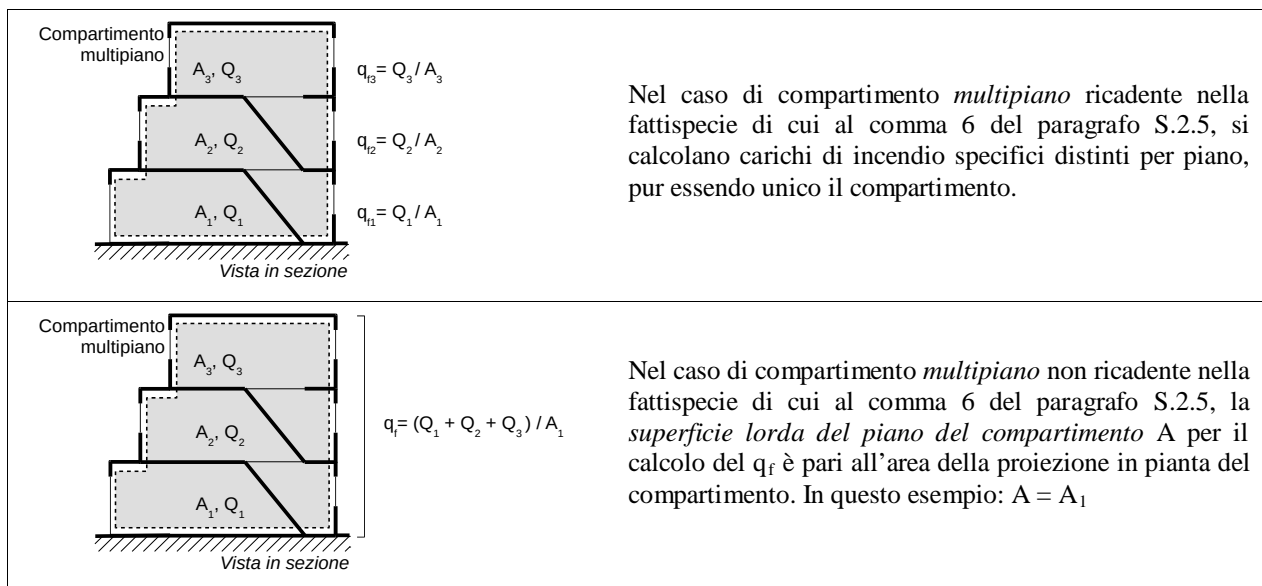 Compartimento
multipiano
A3, Q3
qf3= Q3 / A3
A2, Q2
qf2= Q2 / A2
A1, Q1
qf1= Q1 / A1
Vista in sezione
Nel caso di compartimento multipiano ricadente nella
fattispecie di cui al comma 6 del paragrafo S.2.5, si
calcolano carichi di incendio specifici distinti per piano,
pur essendo unico il compartimento.
Compartimento
multipiano
A3, Q3
A2, Q2
qf= (Q1 + Q2 + Q3) / A1
A1, Q1
Vista in sezione
Nel caso di compartimento multipiano non ricadente nella
fattispecie di cui al comma 6 del paragrafo S.2.5, la
superficie lorda del piano del compartimento A per il
calcolo del qf è pari all’area della proiezione in pianta del
compartimento. In questo esempio: A = A1